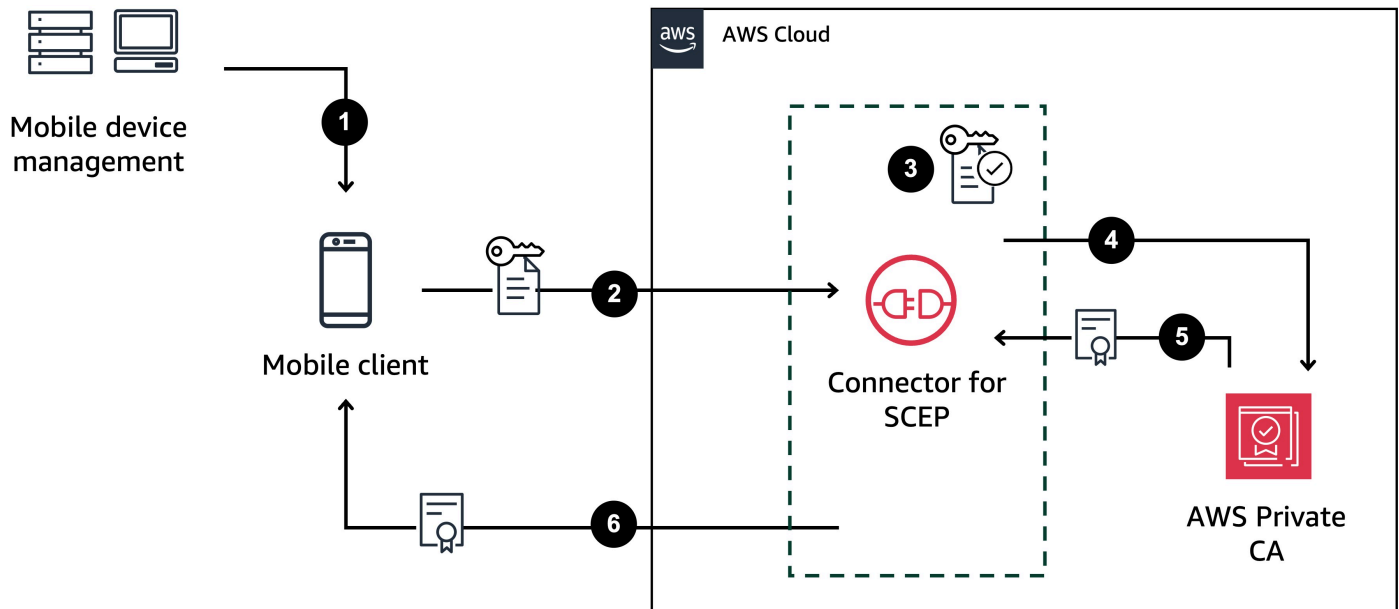 aws
AWS Cloud
Mobile device
management
1
3
4
2
5
Mobile client
Connector for
SCEP
6
AWS Private
CA